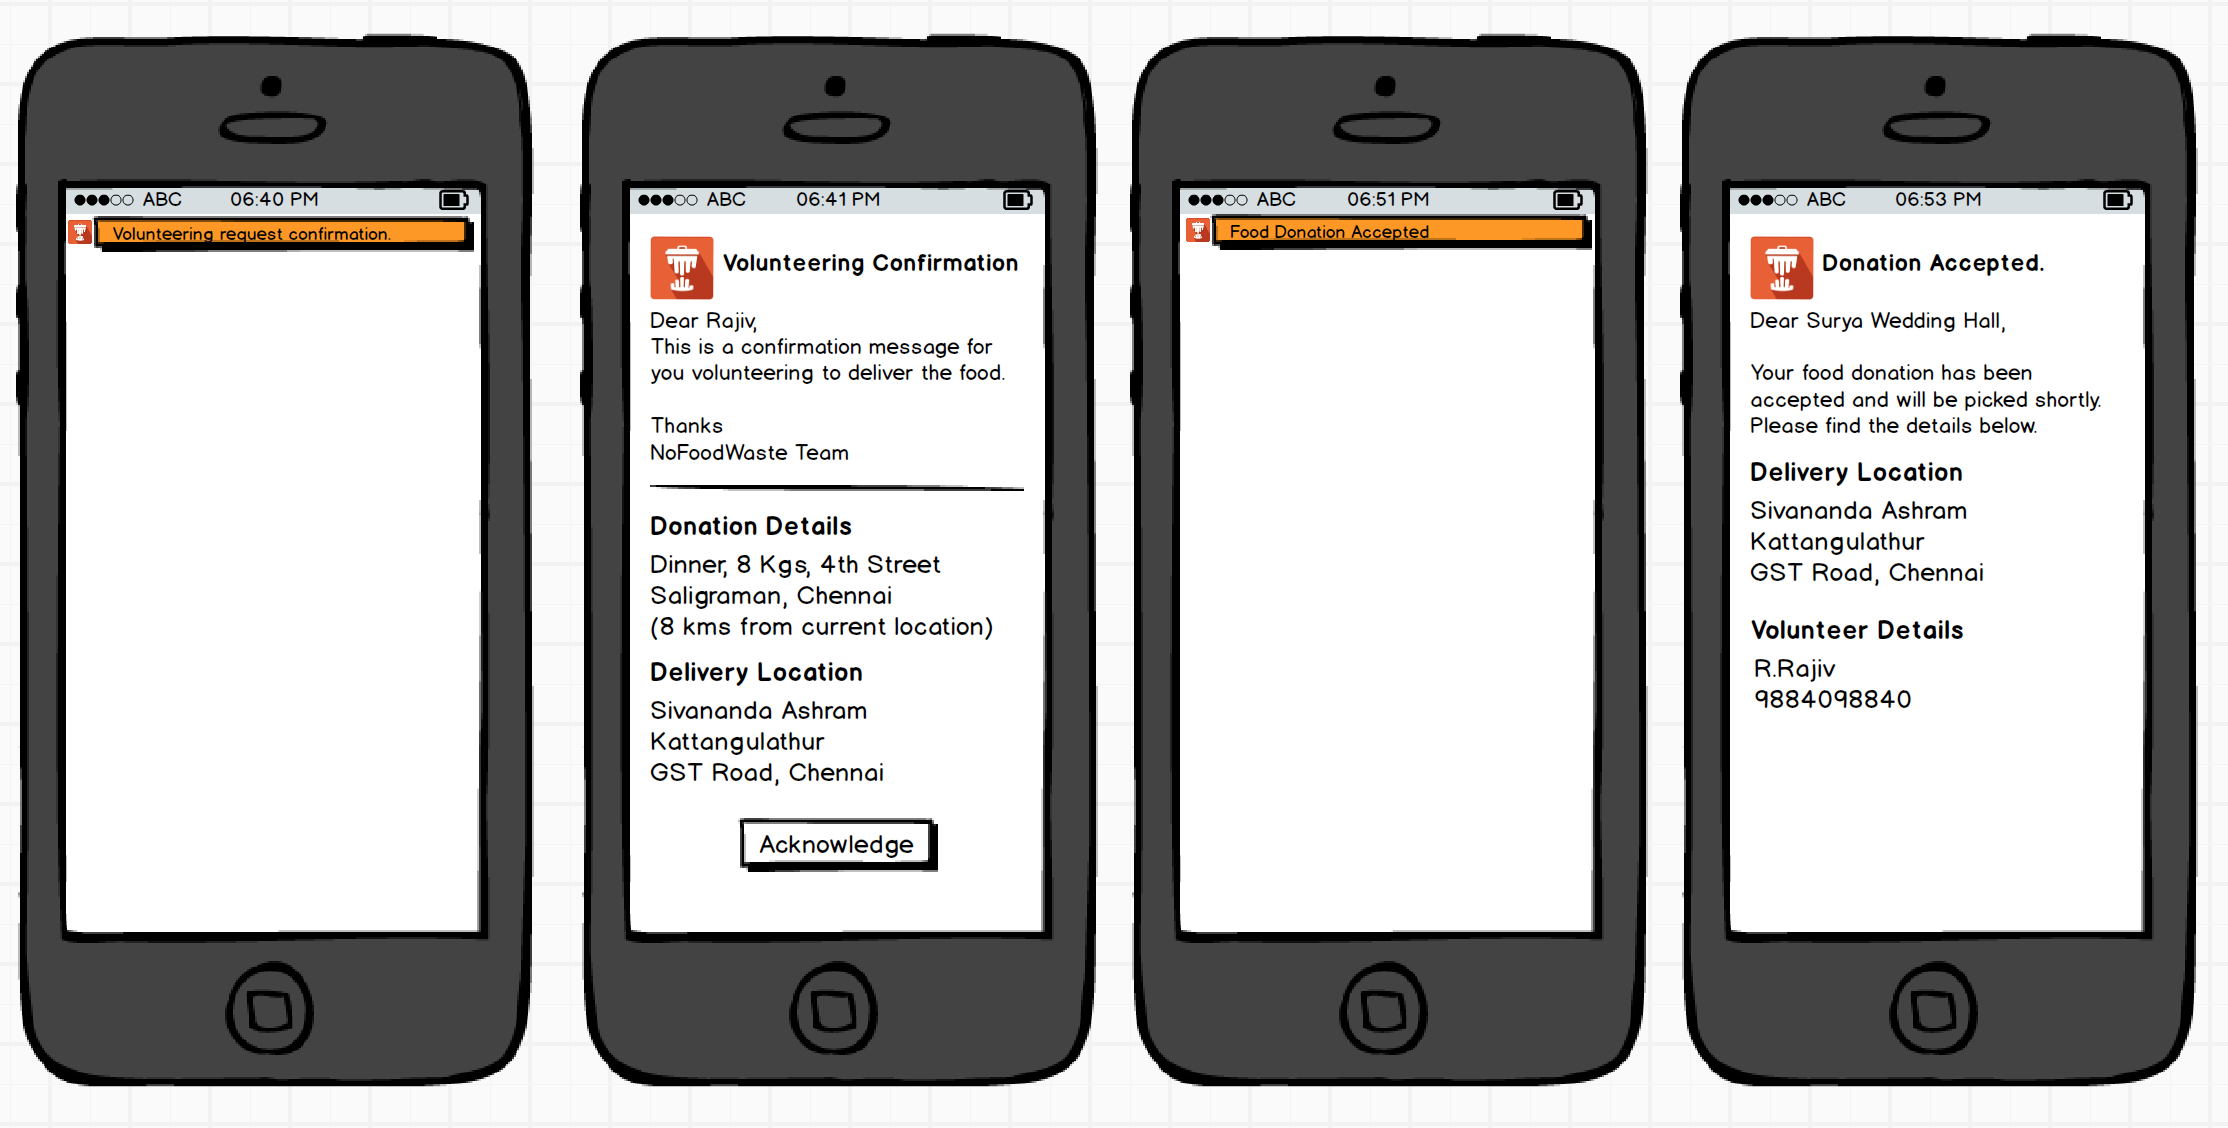 ABC 06:40 PM
Volunteering request confirmation.
ABC 06:41 PM
Volunteering Confirmation
Dear Rajiv,
This is a confirmation message for
you volunteering to deliver the food.
Thanks
NoFoodWaste Team
Donation Details
Dinner, 8 Kgs, 4th Street
Saligraman, Chennai
(8 kms from current location)
Delivery Location
Sivananda Ashram
Kattangulathur
GST Road, Chennai
Acknowledge
ABC 06:51 PM
Food Donation Accepted
ABC 06:53 PM
Donation Accepted.
Dear Surya Wedding Hall,
Your food donation has been
accepted and will be picked shortly.
Please find the details below.
Delivery Location
Sivananda Ashram
Kattangulathur
GST Road, Chennai
Volunteer Details
R.Rajiv
9884098840